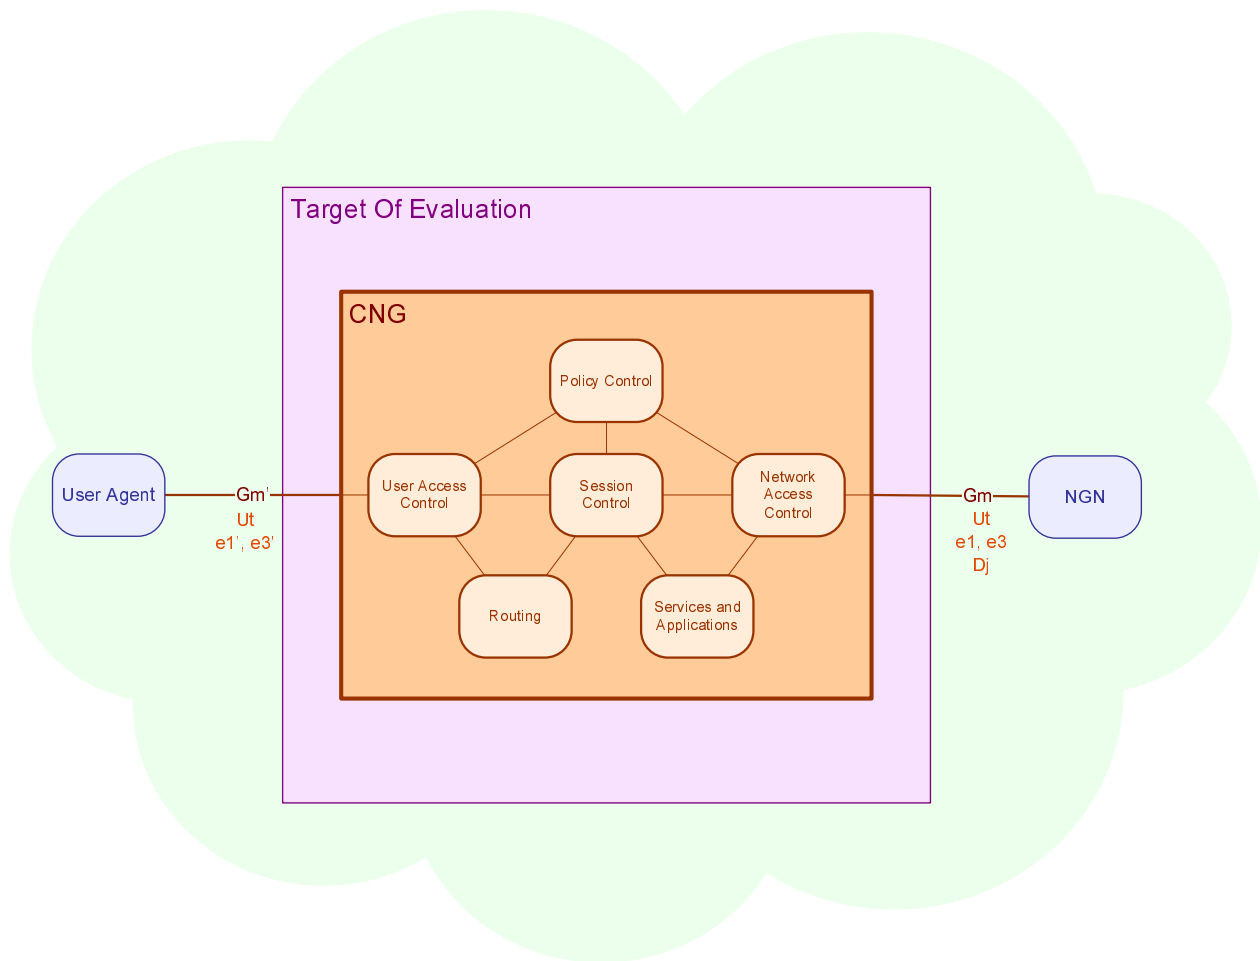 Target Of Evaluation
CNG
Policy Control
User Agent
Gm'
Ut
e1', e3'
User Access
Control
Session
Control
Network
Access
Control
Gm
Ut
e1, e3
Dj
NGN
Routing
Services and
Applications